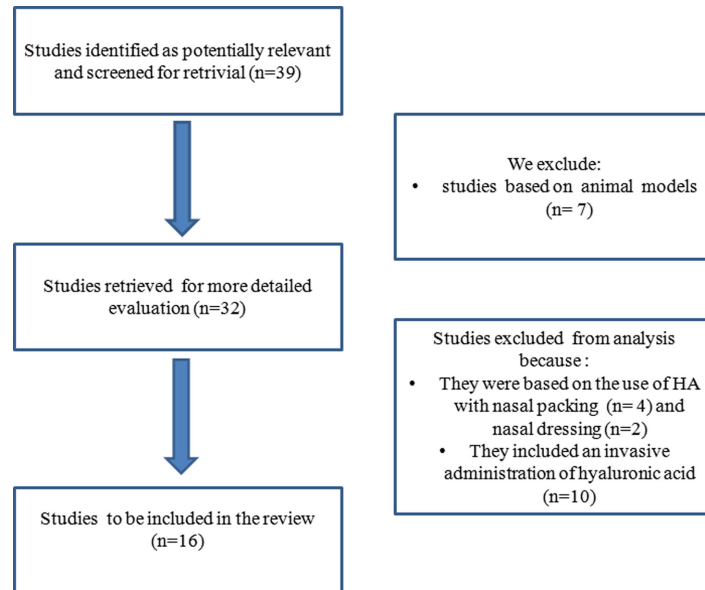 Studies identified as potentially relevant
and screened for retrivial (n=39)
We exclude:
• studies based on animal models
(n= 7)
Studies retrieved for more detailed
evaluation (n=32)
Studies excluded from analysis
because :
• They were based on the use of HA
with nasal packing (n= 4) and
nasal dressing (n=2)
• They included an invasive
administration of hyaluronic acid
(n=10)
Studies to be included in the review
(n=16)